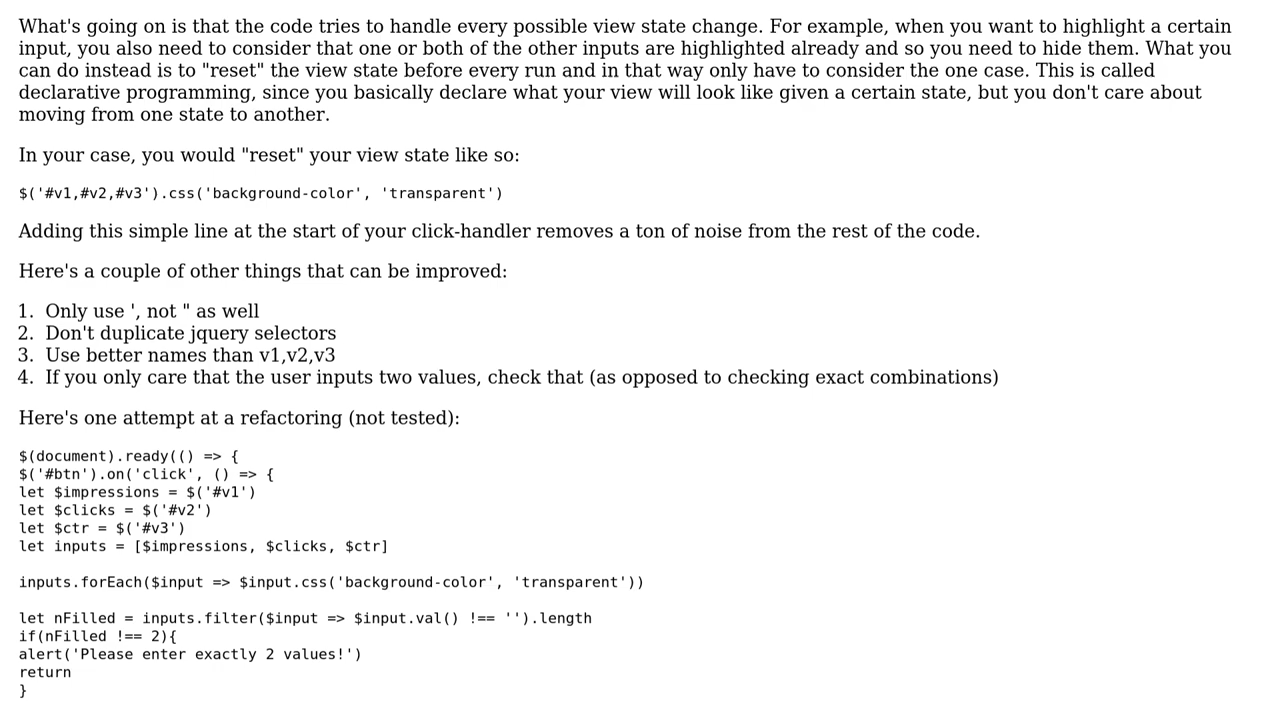 What's going on is that the code tries to handle every possible view state change. For example, when you want to highlight a certain
input, you also need to consider that one or both of the other inputs are highlighted already and so you need to hide them. What you
can do instead is to "reset" the view state before every run and in that way only have to consider the one case. This is called
declarative programming, since you basically declare what your view will look like given a certain state, but you don't care about
moving from one state to another.
In your case, you would "reset" your view state like so:
$('#v1,#v2,#v3').css('background-color', 'transparent')
Adding this simple line at the start of your click-handler removes a ton of noise from the rest of the code.
Here's a couple of other things that can be improved:
1. Only use ', not " as well
2. Don't duplicate jquery selectors
3. Use better names than v1,v2,v3
4. If you only care that the user inputs two values, check that (as opposed to checking exact combinations)
Here's one attempt at a refactoring (not tested):
$(document).ready(() => {
$('#btn').on('click', () => {
let $impressions = $('#v1')
let $clicks = $('#v2')
let $ctr = $('#v3')
let inputs = [$impressions, $clicks, $ctr]
inputs.forEach($input => $input.css('background-color', 'transparent'))
let nFilled = inputs.filter($input => $input.val() !== '').length
if(nFilled !== 2){
alert('Please enter exactly 2 values!')
return
}